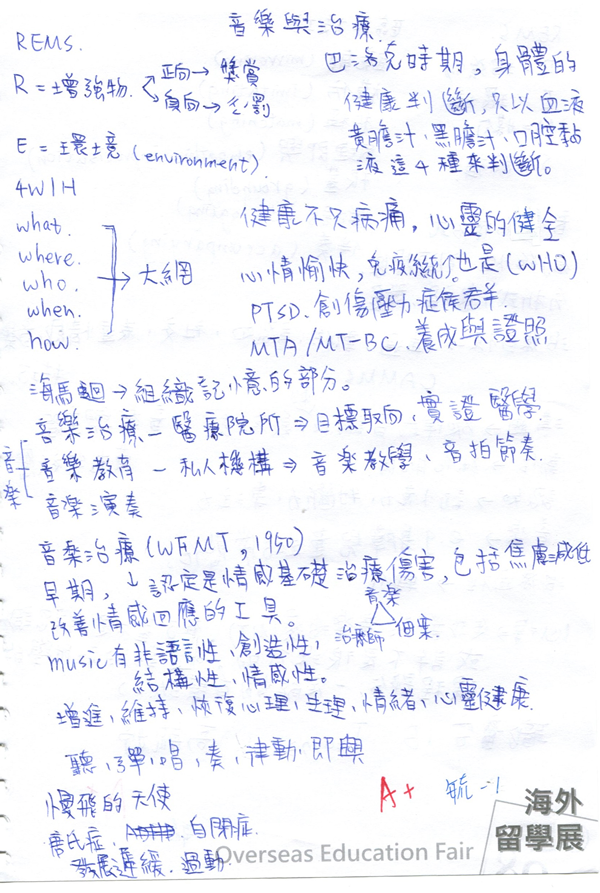 音樂與治療.
REMS.
R = 增強物. 正向→ 獎賞
負向→ 处罰
E = 環境 (environment)
4W1H
what.
where.
who.
when.
how.
→ 大綱
巴洛克時期, 身體的
健康判斷, 只以血液
黃膽汁、黑膽汁、口腔黏
液這4種來判斷。
健康不只病痛, 心靈的健全
心情愉快, 免疫系統也是 (WHO)
PTSD. 創傷壓力症候群.
MTA/MT-BC. 養成與證照
海馬迴 → 組織記憶的部分。
音樂
音樂治療 — 醫療院所 ⇒ 目標取向, 實證醫學.
音樂教育 — 私人機構 ⇒ 音樂教學、音拍節奏.
音樂演奏
音樂治療 (WFMT, 1950)
早期, ↓ 認定是情感基礎治療傷害, 包括焦慮減低
改善情感回應的工具。
音樂
治療師 個案.
music 有非語言性, 創造性,
結構性, 情感性。
增進, 維持, 恢復心理, 生理, 情緒, 心靈健康.
聽, 彈, 唱, 奏, 律動, 即興
慢飛的天使
唐氏症, 自閉症.
發展遲緩. 過動.
A+
海外
留學展
Overseas Education Fair